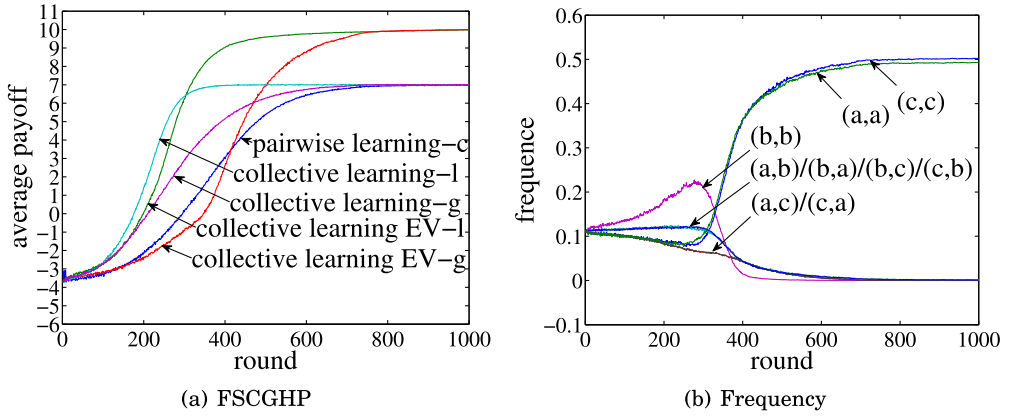 11
10
9
8
7
6
5
4
3
2
1
0
−1
−2
−3
−4
−5
−6
average payoff
pairwise learning−c
collective learning−l
collective learning−g
collective learning EV−l
collective learning EV−g
0 200 400 600 800 1000
round
(a) FSCGHP
0.6
0.5
0.4
0.3
0.2
0.1
0
−0.1
frequence
(c,c)
(a,a)
(b,b)
(a,b)/(b,a)/(b,c)/(c,b)
(a,c)/(c,a)
0 200 400 600 800 1000
round
(b) Frequency